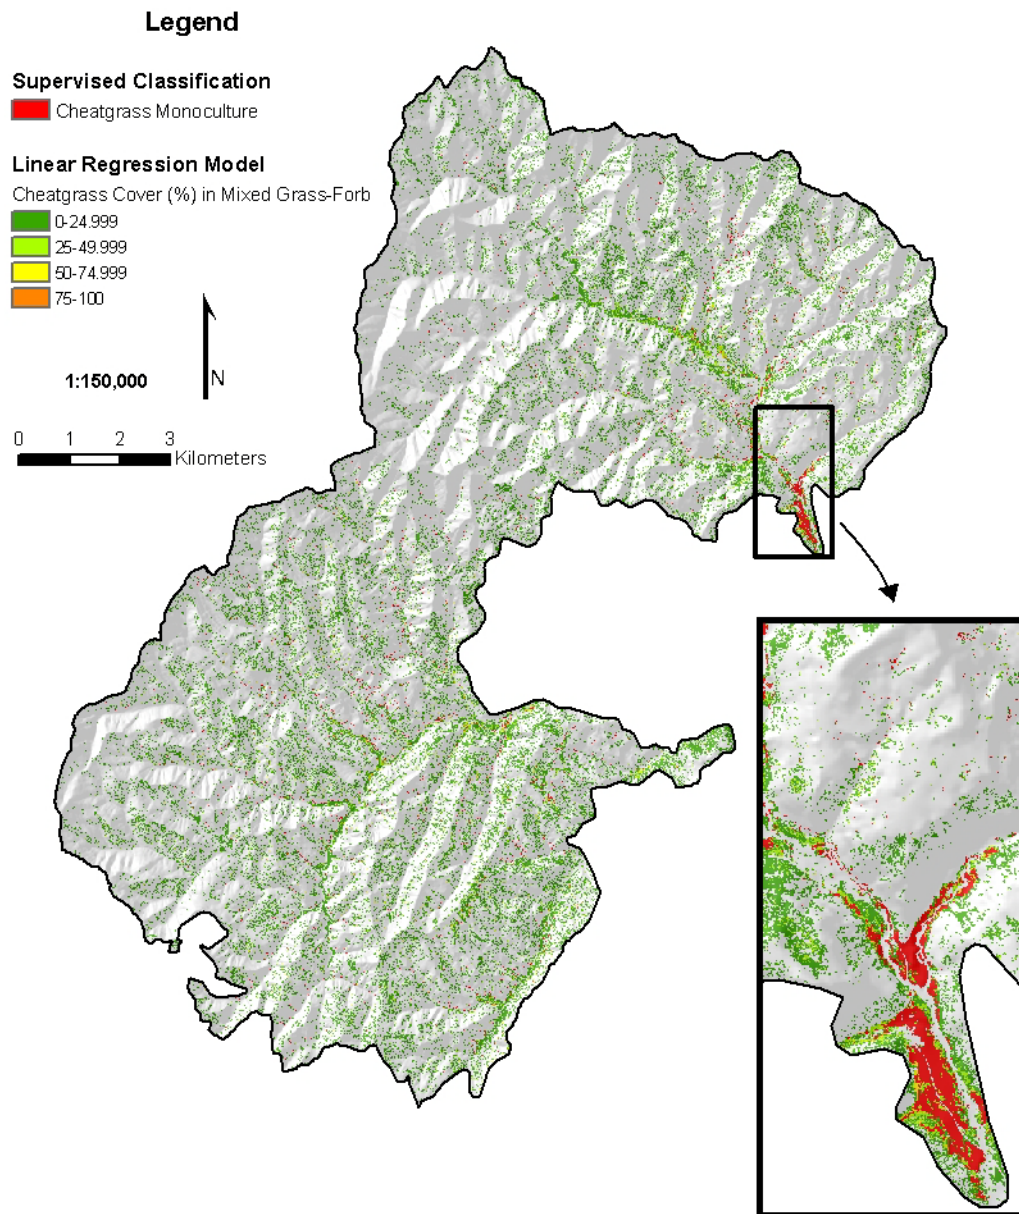 Legend
Supervised Classification
Cheatgrass Monoculture
Linear Regression Model
Cheatgrass Cover (%) in Mixed Grass-Forb
0-24.999
25-49.999
50-74.999
75-100
1:150,000
N
0 1 2 3
Kilometers